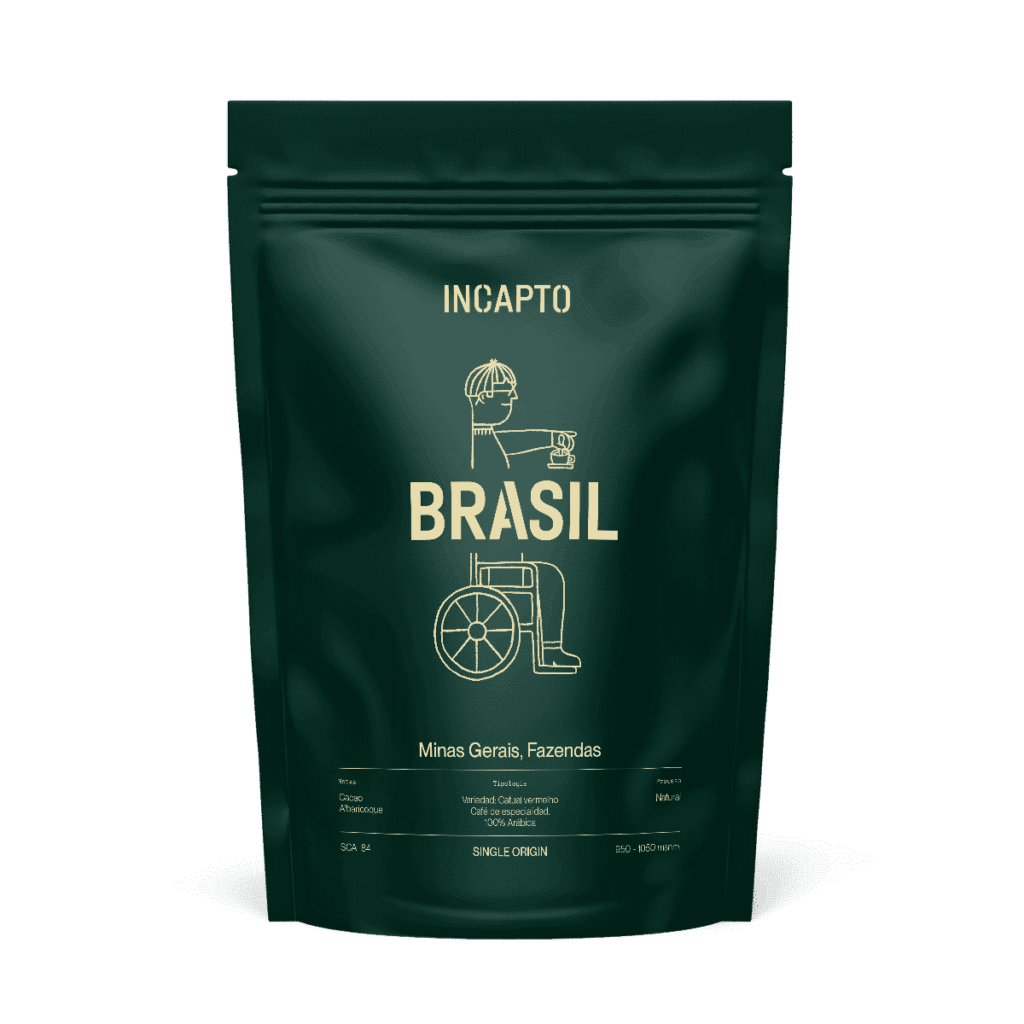 INCAPTO
BRASIL
Minas Gerais, Fazendas
Notas
Cacao
Albaricoque
Tipología
Variedad: Catuaí vermelho
Café de especialidad.
100% Arábica
Proceso
Natural
SCA 84
SINGLE ORIGIN
950 - 1050 msnm